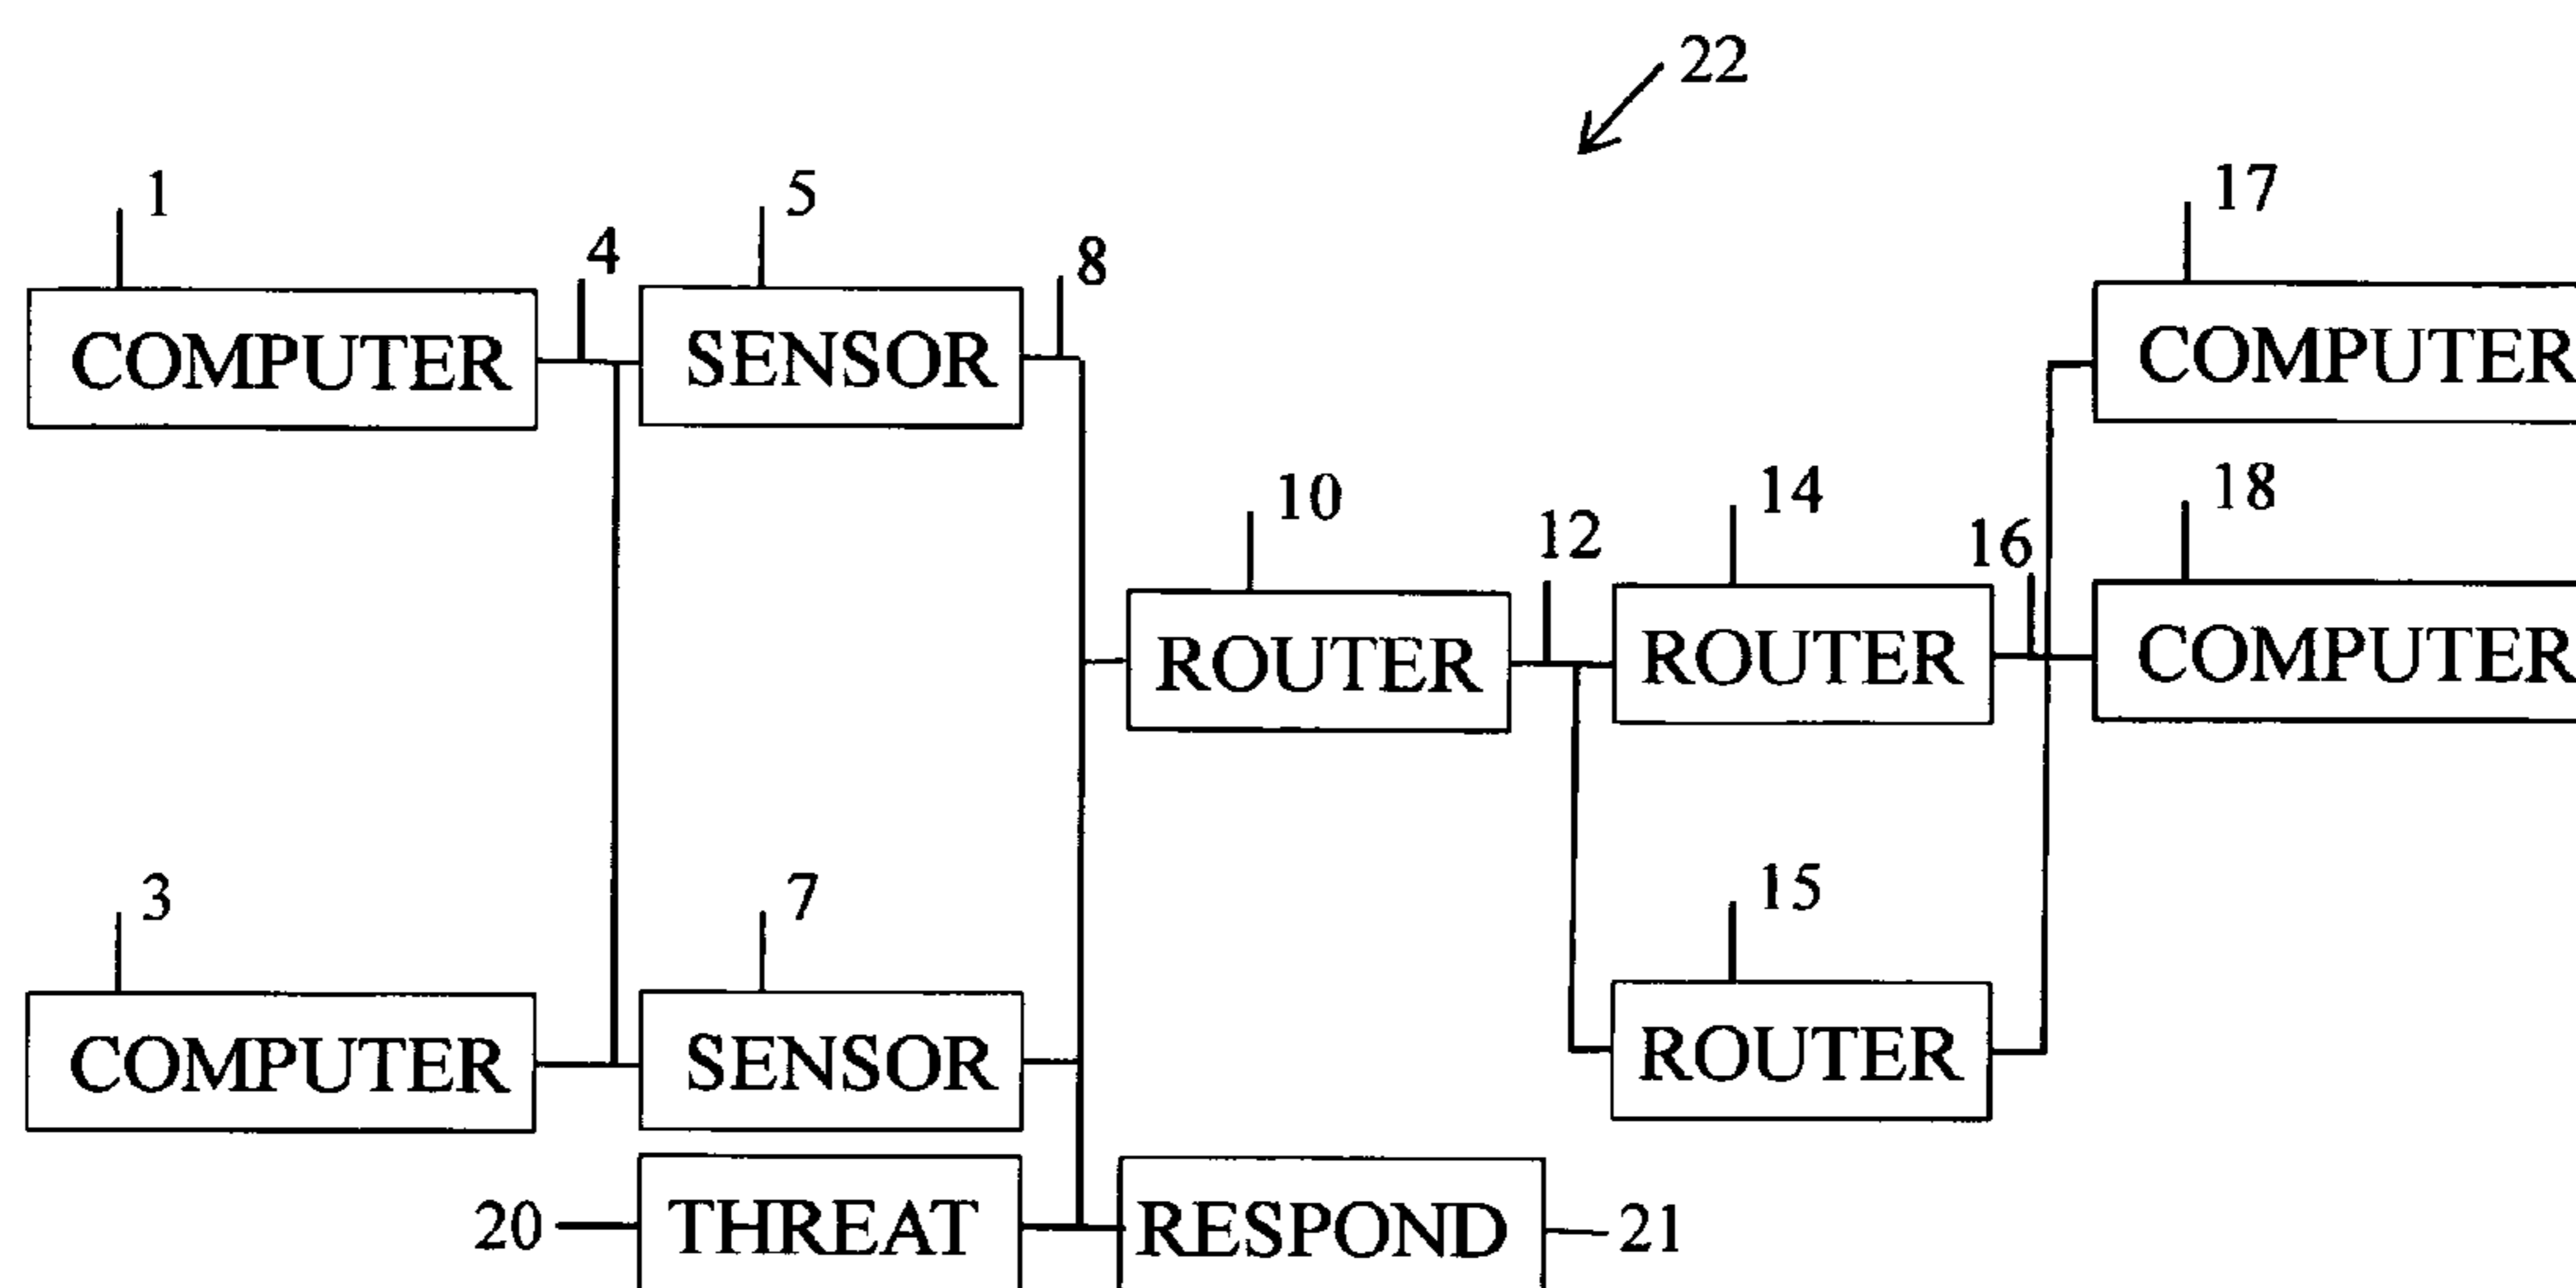 22
1
5
17
4
8
COMPUTER
SENSOR
COMPUTER
10
14
18
12
16
ROUTER
ROUTER
COMPUTER
3
7
15
COMPUTER
SENSOR
ROUTER
20
THREAT
RESPOND
21